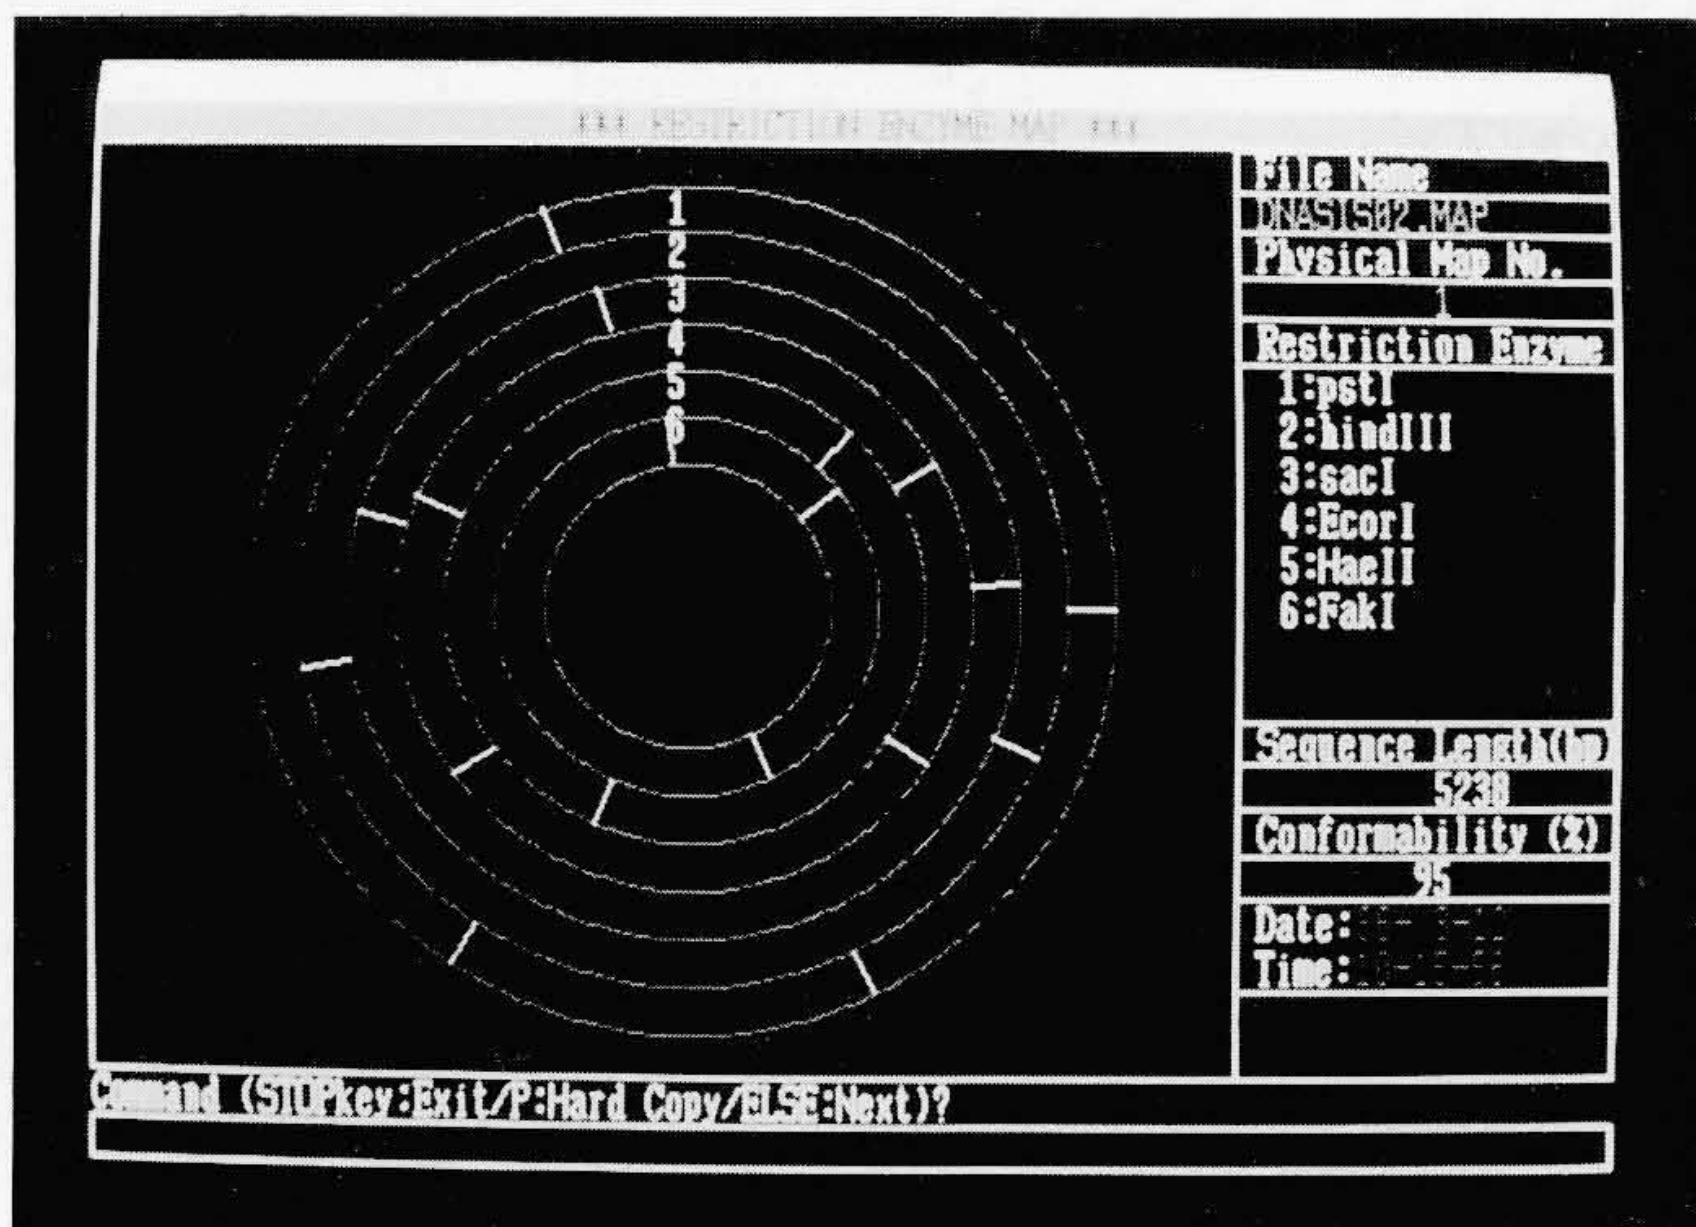 *** RESTRICTION ENZYME MAP ***
1
2
3
4
5
6
File Name
DNASIS02.MAP
Physical Map No.
1
Restriction Enzyme
1:pstI
2:hindIII
3:sacI
4:EcorI
5:HaeII
6:FakI
Sequence Length(bp)
5230
Conformability (%)
95
Date:
Time:
Command (STOPkey:Exit/P:Hard Copy/ELSE:Next)?